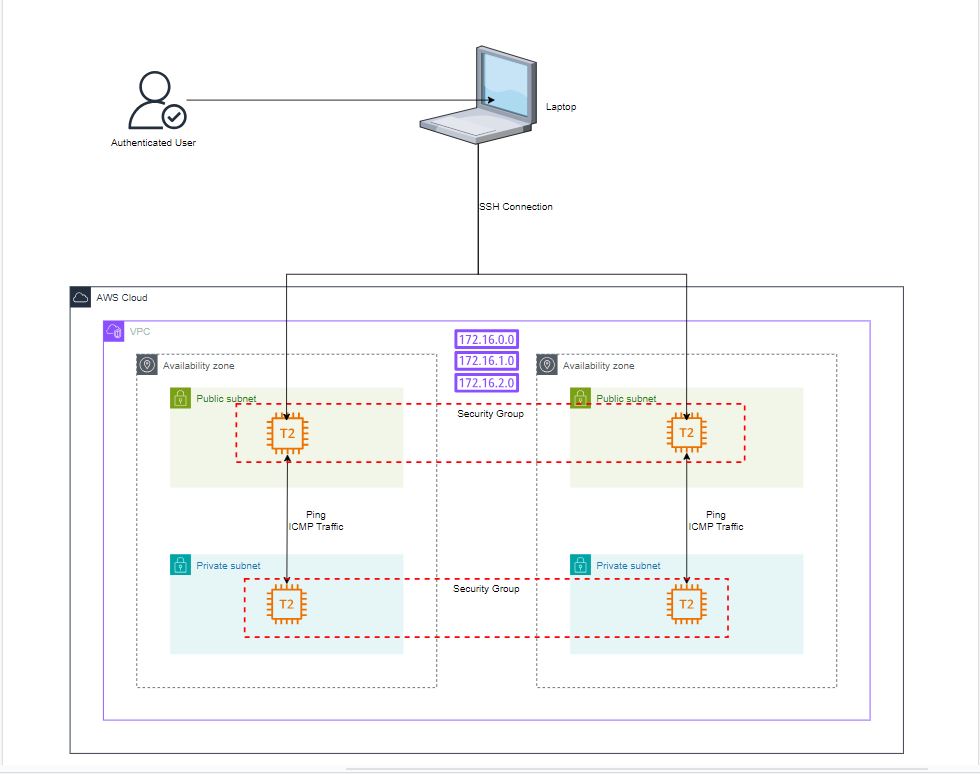 Laptop
Authenticated User
SSH Connection
AWS Cloud
VPC
172.16.0.0
172.16.1.0
172.16.2.0
Availability zone
Availability zone
Public subnet
Public subnet
Security Group
T2
T2
Ping
ICMP Traffic
Ping
ICMP Traffic
Private subnet
Private subnet
Security Group
T2
T2